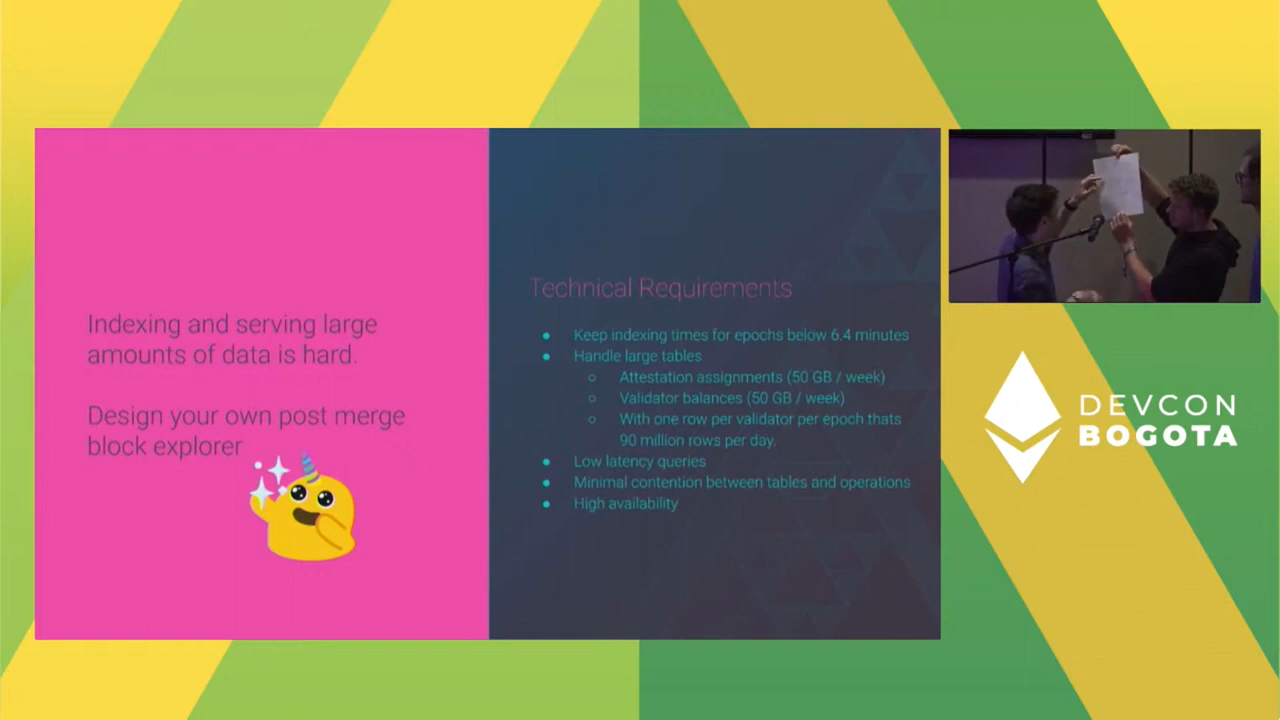 Indexing and serving large
amounts of data is hard.
Design your own post merge
block explorer
Technical Requirements
Keep indexing times for epochs below 6.4 minutes
Handle large tables
Attestation assignments (50 GB / week)
Validator balances (50 GB / week)
With one row per validator per epoch thats
90 million rows per day.
Low latency queries
Minimal contention between tables and operations
High availability
DEVCON
BOGOTA